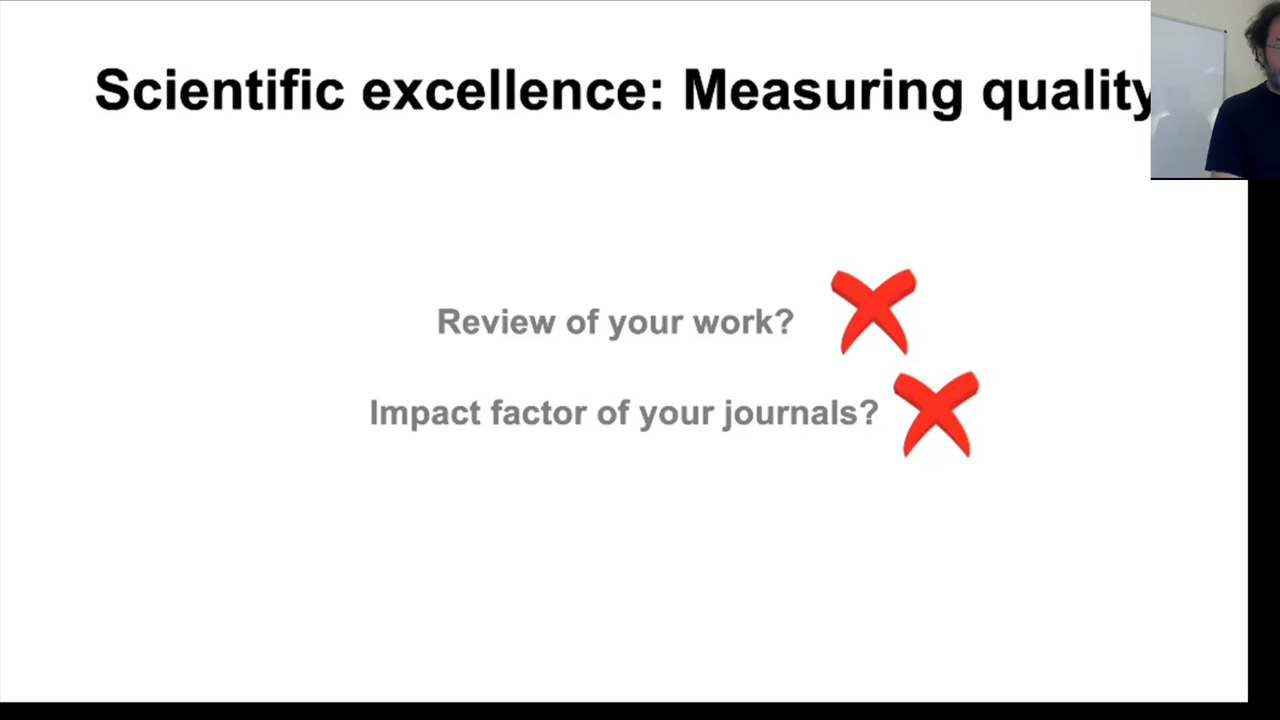 Scientific excellence: Measuring quality
Review of your work?
Impact factor of your journals?